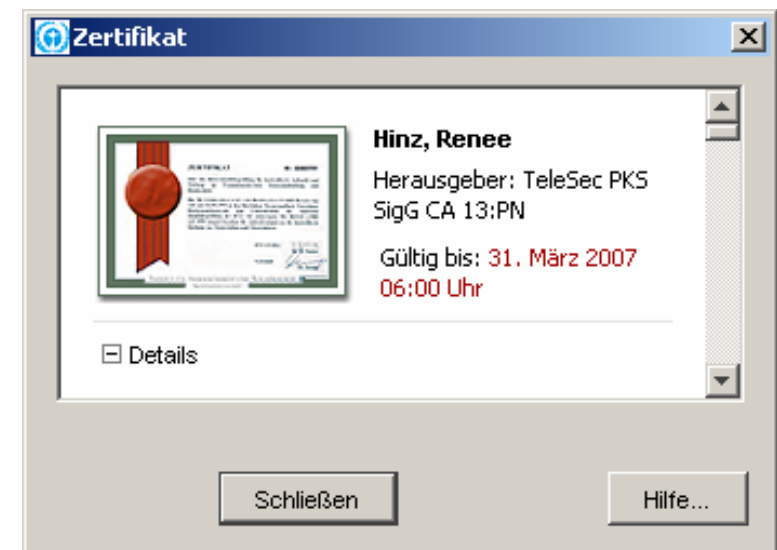 Zertifikat
Hinz, Renee
Herausgeber: TeleSec PKS
SigG CA 13:PN
Gültig bis: 31. März 2007
06:00 Uhr
Details
Schließen
Hilfe...